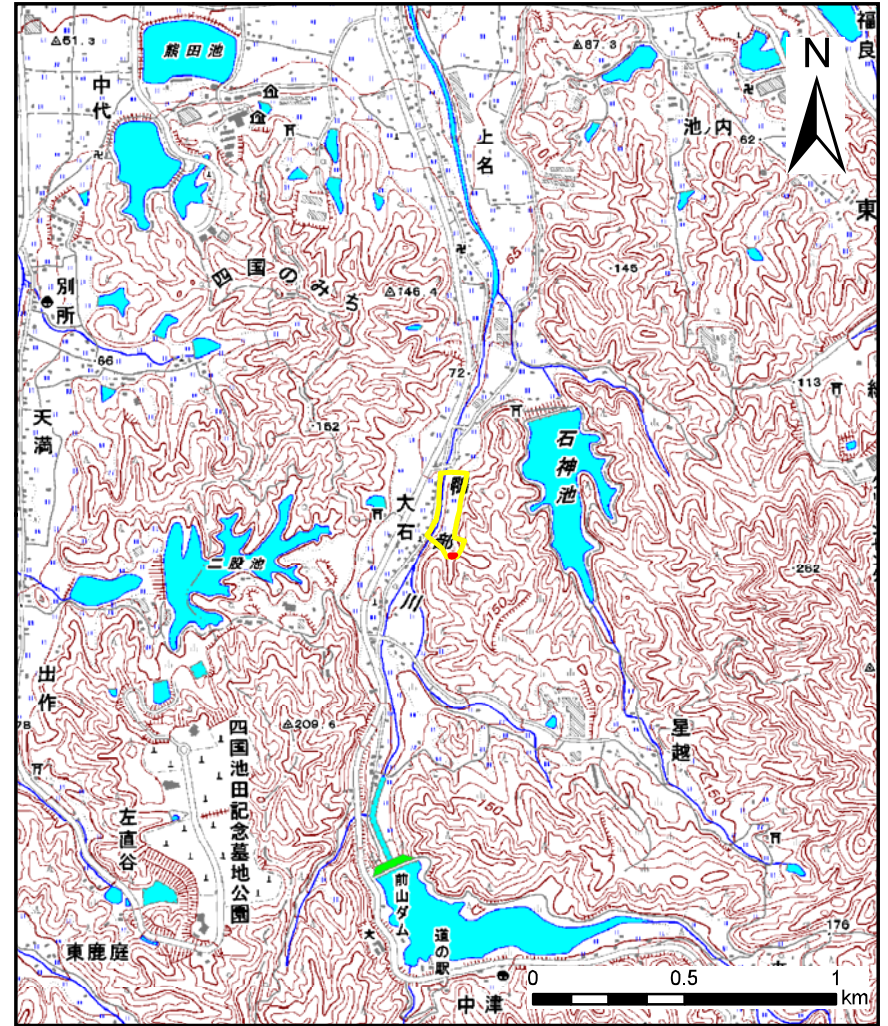 61.3
熊田池
中代
上名
87.3
池ノ内
62
福良
N
東
65
145
四国のみち
146.4
別所
66
72
113
天満
162
石神池
大石
鴨部川
262
二股池
150
出作
78
四国池田記念墓地公園
209.6
星越
150
150
左直谷
前山ダム
道の駅
176
東鹿庭
中津
0 0.5 1
km